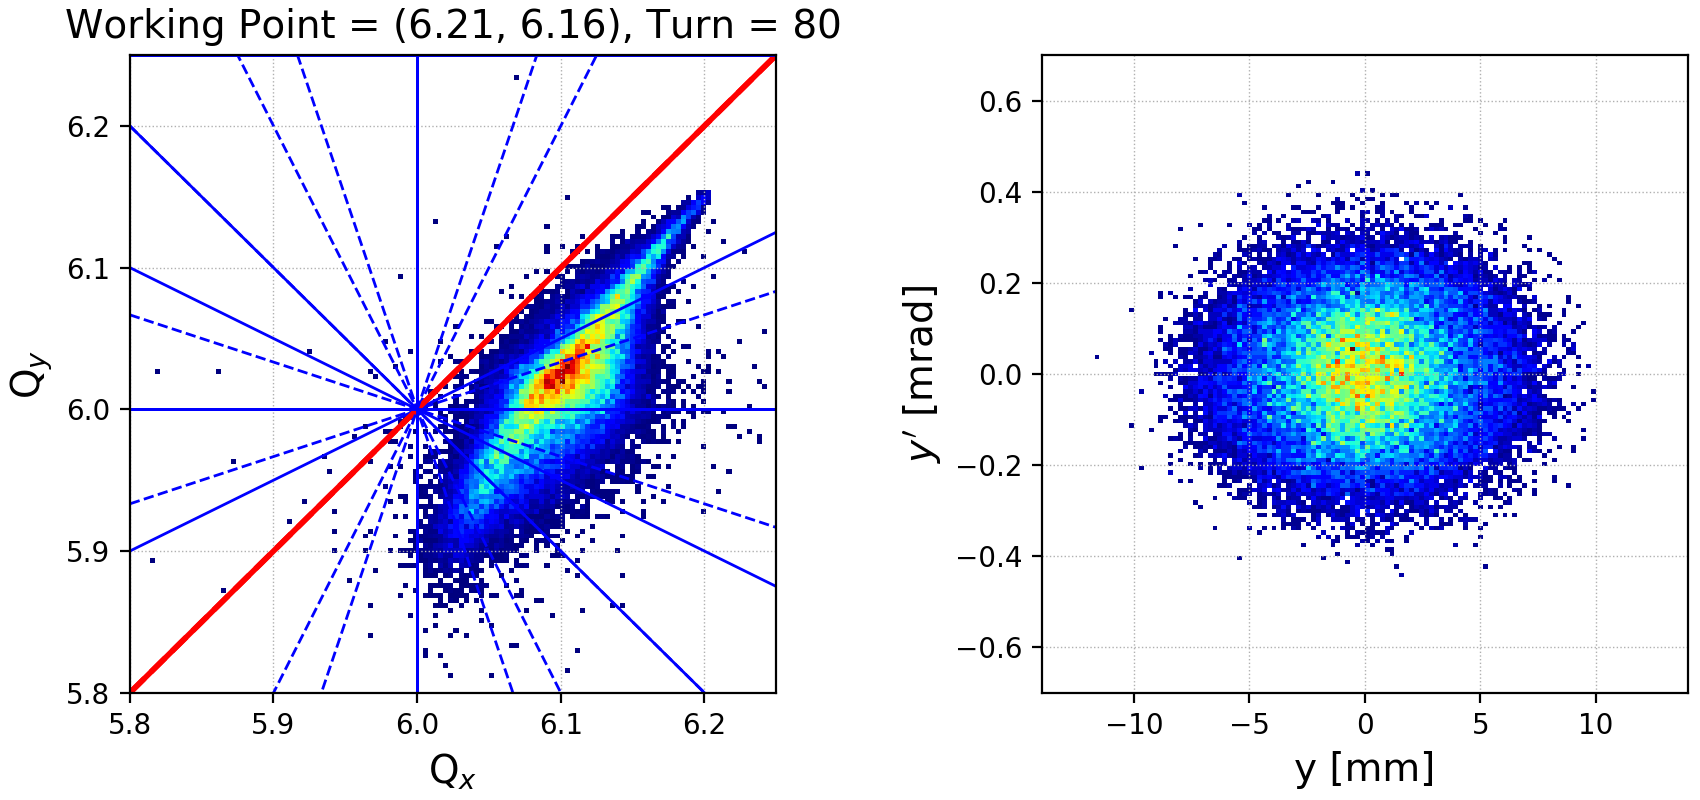 Working Point = (6.21, 6.16), Turn = 80
6.2
6.1
6.0
5.9
5.8
Q_y
5.8 5.9 6.0 6.1 6.2
Q_x
0.6
0.4
0.2
0.0
−0.2
−0.4
−0.6
y′ [mrad]
−10 −5 0 5 10
y [mm]